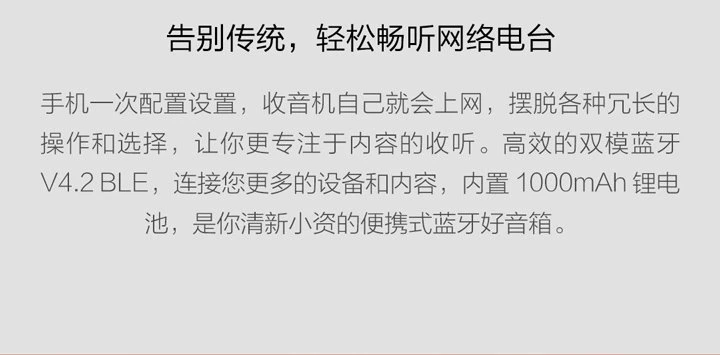 告别传统，轻松畅听网络电台
手机一次配置设置，收音机自己就会上网，摆脱各种冗长的
操作和选择，让你更专注于内容的收听。高效的双模蓝牙
V4.2 BLE，连接您更多的设备和内容，内置 1000mAh 锂电
池，是你清新小资的便携式蓝牙好音箱。